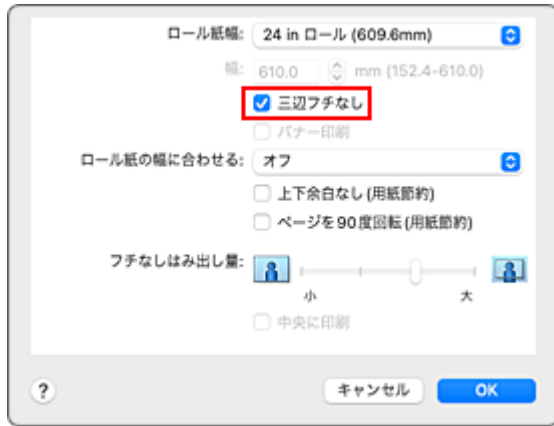 ロール紙幅: 24 in ロール (609.6mm)
幅: 610.0 mm (152.4-610.0)
三辺フチなし
バナー印刷
ロール紙の幅に合わせる: オフ
上下余白なし (用紙節約)
ページを90度回転 (用紙節約)
フチなしはみ出し量:
小 大
中央に印刷
? キャンセル OK